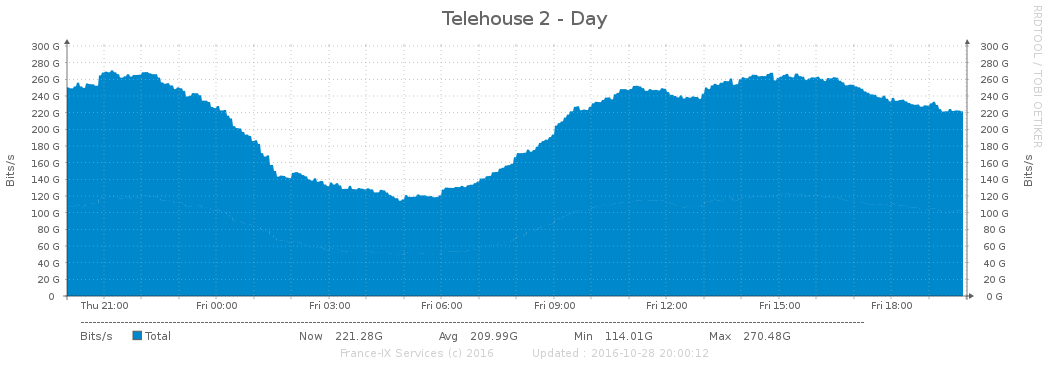 Telehouse 2 - Day
RRDTOOL / TOBI OETIKER
Bits/s
300 G 300 G
280 G 280 G
260 G 260 G
240 G 240 G
220 G 220 G
200 G 200 G
180 G 180 G
160 G 160 G
140 G 140 G
120 G 120 G
100 G 100 G
80 G 80 G
60 G 60 G
40 G 40 G
20 G 20 G
0 0 G
Bits/s
Thu 21:00 Fri 00:00 Fri 03:00 Fri 06:00 Fri 09:00 Fri 12:00 Fri 15:00 Fri 18:00
Bits/s Total Now 221.28G Avg 209.99G Min 114.01G Max 270.48G
France-IX Services (c) 2016 Updated : 2016-10-28 20:00:12